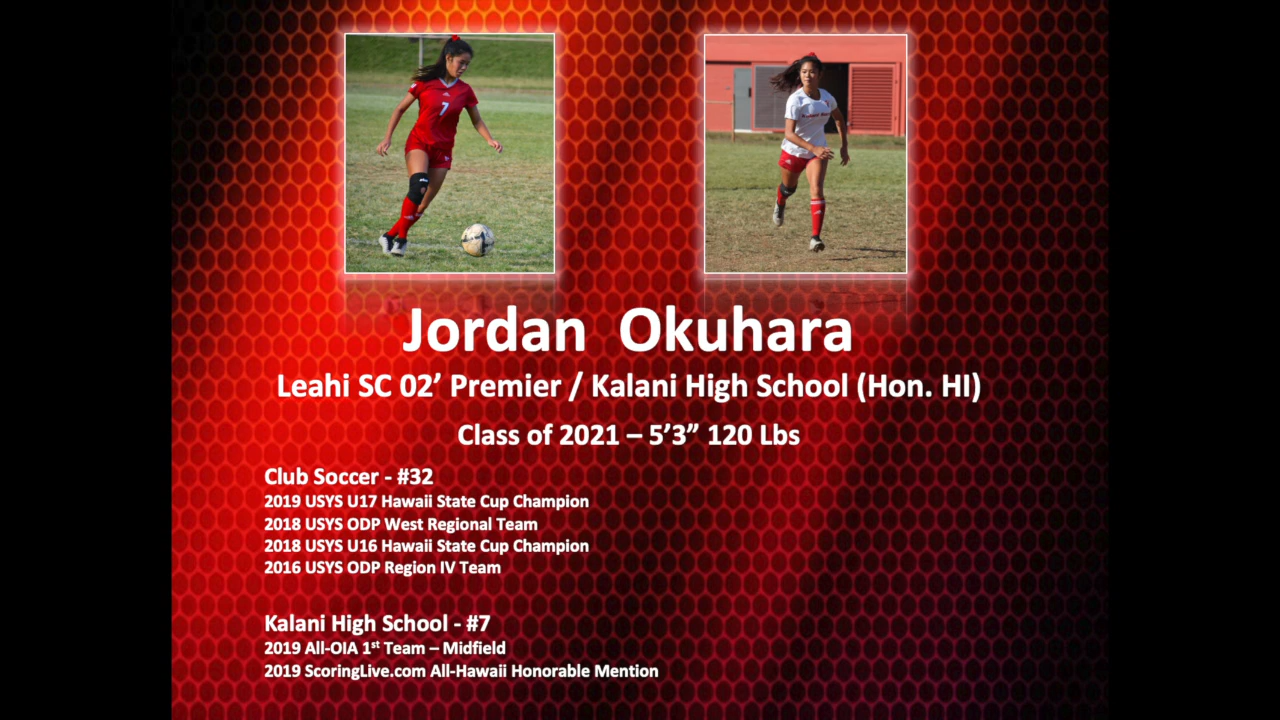 7
Jordan Okuhara
Leahi SC 02’ Premier / Kalani High School (Hon. HI)
Class of 2021 – 5’3” 120 Lbs
Club Soccer - #32
2019 USYS U17 Hawaii State Cup Champion
2018 USYS ODP West Regional Team
2018 USYS U16 Hawaii State Cup Champion
2016 USYS ODP Region IV Team
Kalani High School - #7
2019 All-OIA 1st Team – Midfield
2019 ScoringLive.com All-Hawaii Honorable Mention